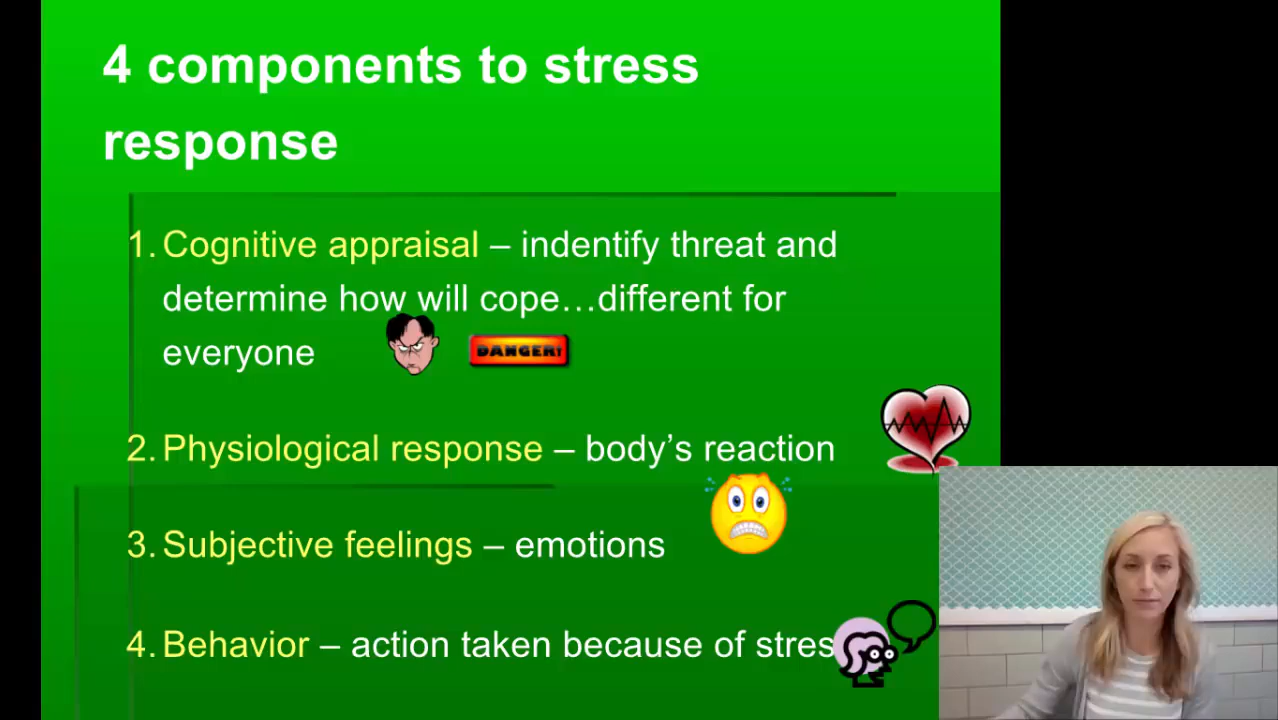 4 components to stress
response
1. Cognitive appraisal – indentify threat and
determine how will cope…different for
everyone
DANGER!
2. Physiological response – body’s reaction
3. Subjective feelings – emotions
4. Behavior – action taken because of stres